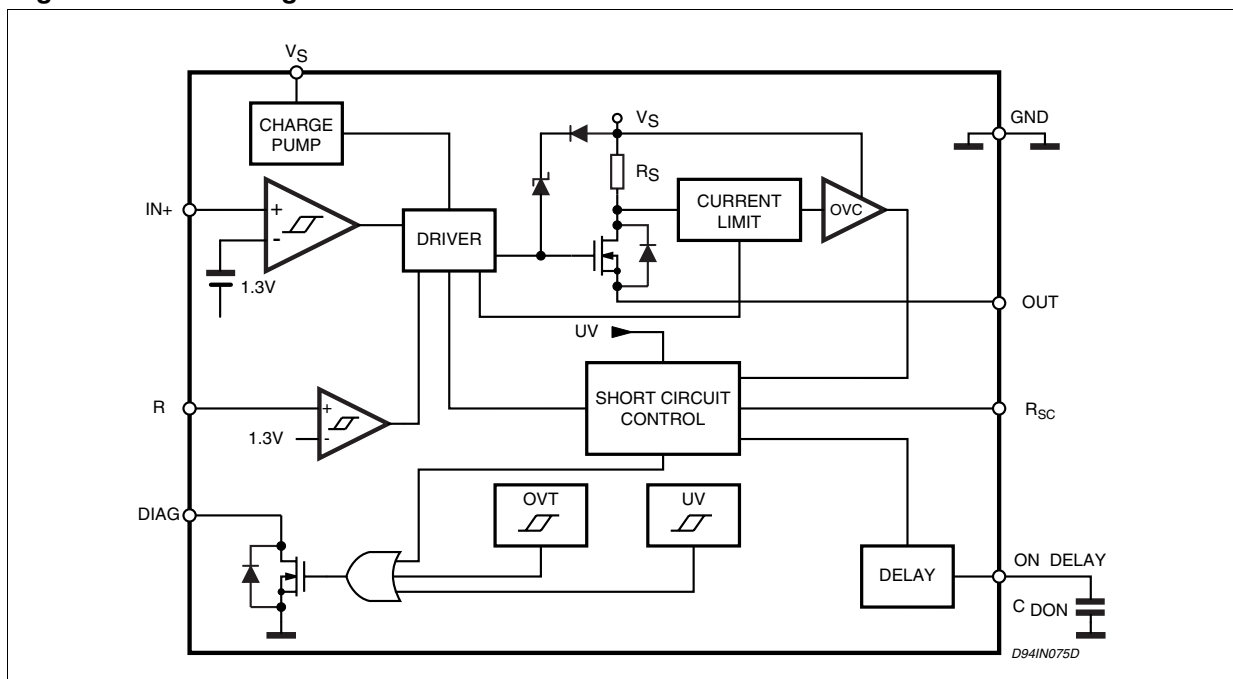 VS
CHARGE
PUMP
VS
GND
RS
IN+
+
-
1.3V
DRIVER
CURRENT
LIMIT
OVC
OUT
UV
R
+
1.3V
-
SHORT CIRCUIT
CONTROL
RSC
DIAG
OVT
UV
DELAY
ON DELAY
C DON
D94IN075D